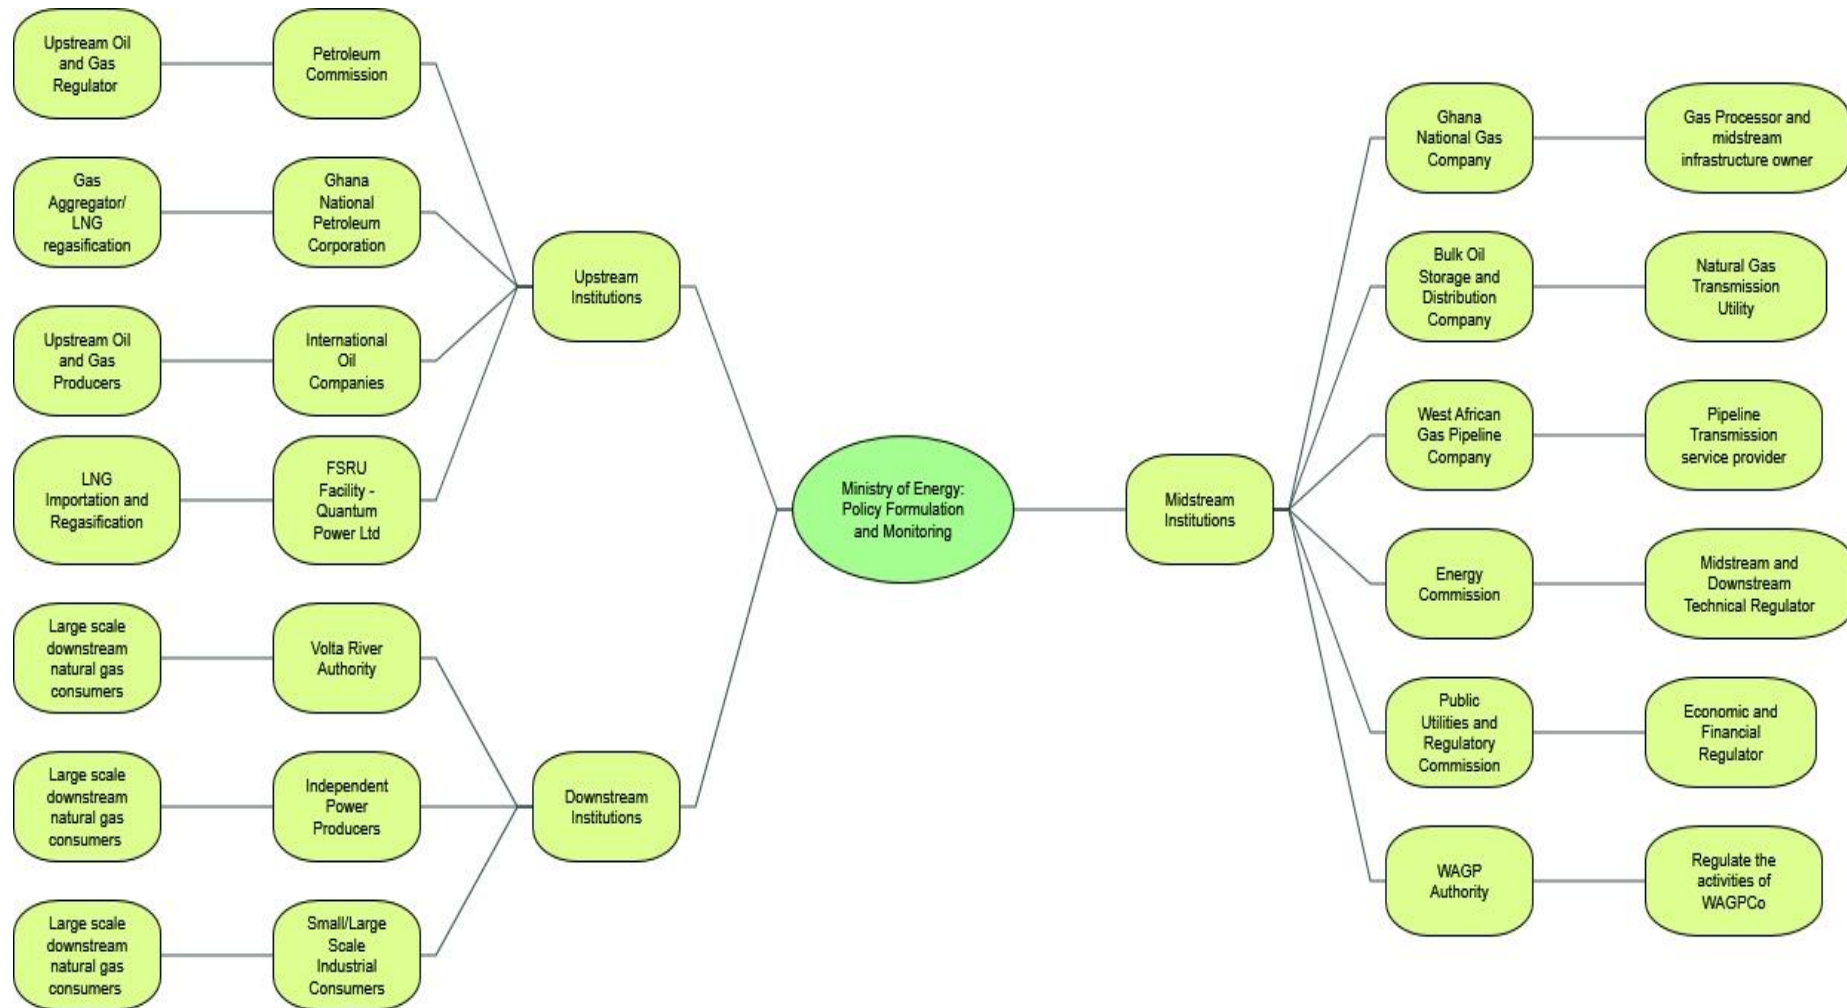 Upstream Oil
and Gas
Regulator
Petroleum
Commission
Gas
Aggregator/
LNG
regasification
Ghana
National
Petroleum
Corporation
Upstream Oil
and Gas
Producers
International
Oil
Companies
LNG
Importation and
Regasification
FSRU
Facility -
Quantum
Power Ltd
Upstream
Institutions
Large scale
downstream
natural gas
consumers
Volta River
Authority
Large scale
downstream
natural gas
consumers
Independent
Power
Producers
Large scale
downstream
natural gas
consumers
Small/Large
Scale
Industrial
Consumers
Downstream
Institutions
Ministry of Energy:
Policy Formulation
and Monitoring
Midstream
Institutions
Ghana
National Gas
Company
Gas Processor and
midstream
infrastructure owner
Bulk Oil
Storage and
Distribution
Company
Natural Gas
Transmission
Utility
West African
Gas Pipeline
Company
Pipeline
Transmission
service provider
Energy
Commission
Midstream and
Downstream
Technical Regulator
Public
Utilities and
Regulatory
Commission
Economic and
Financial
Regulator
WAGP
Authority
Regulate the
activities of
WAGPCo